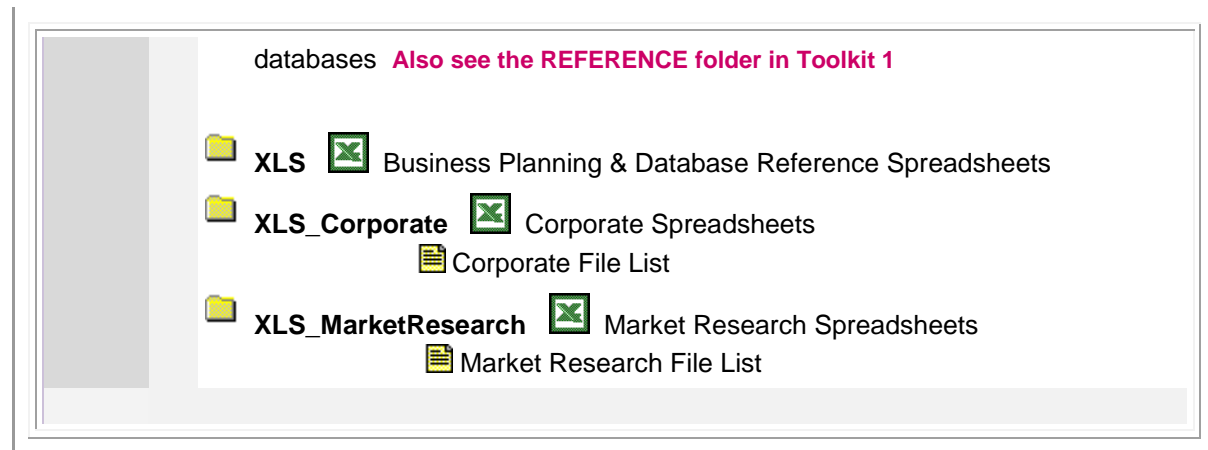 databases Also see the REFERENCE folder in Toolkit 1
XLS Business Planning & Database Reference Spreadsheets
XLS_Corporate Corporate Spreadsheets
Corporate File List
XLS_MarketResearch Market Research Spreadsheets
Market Research File List